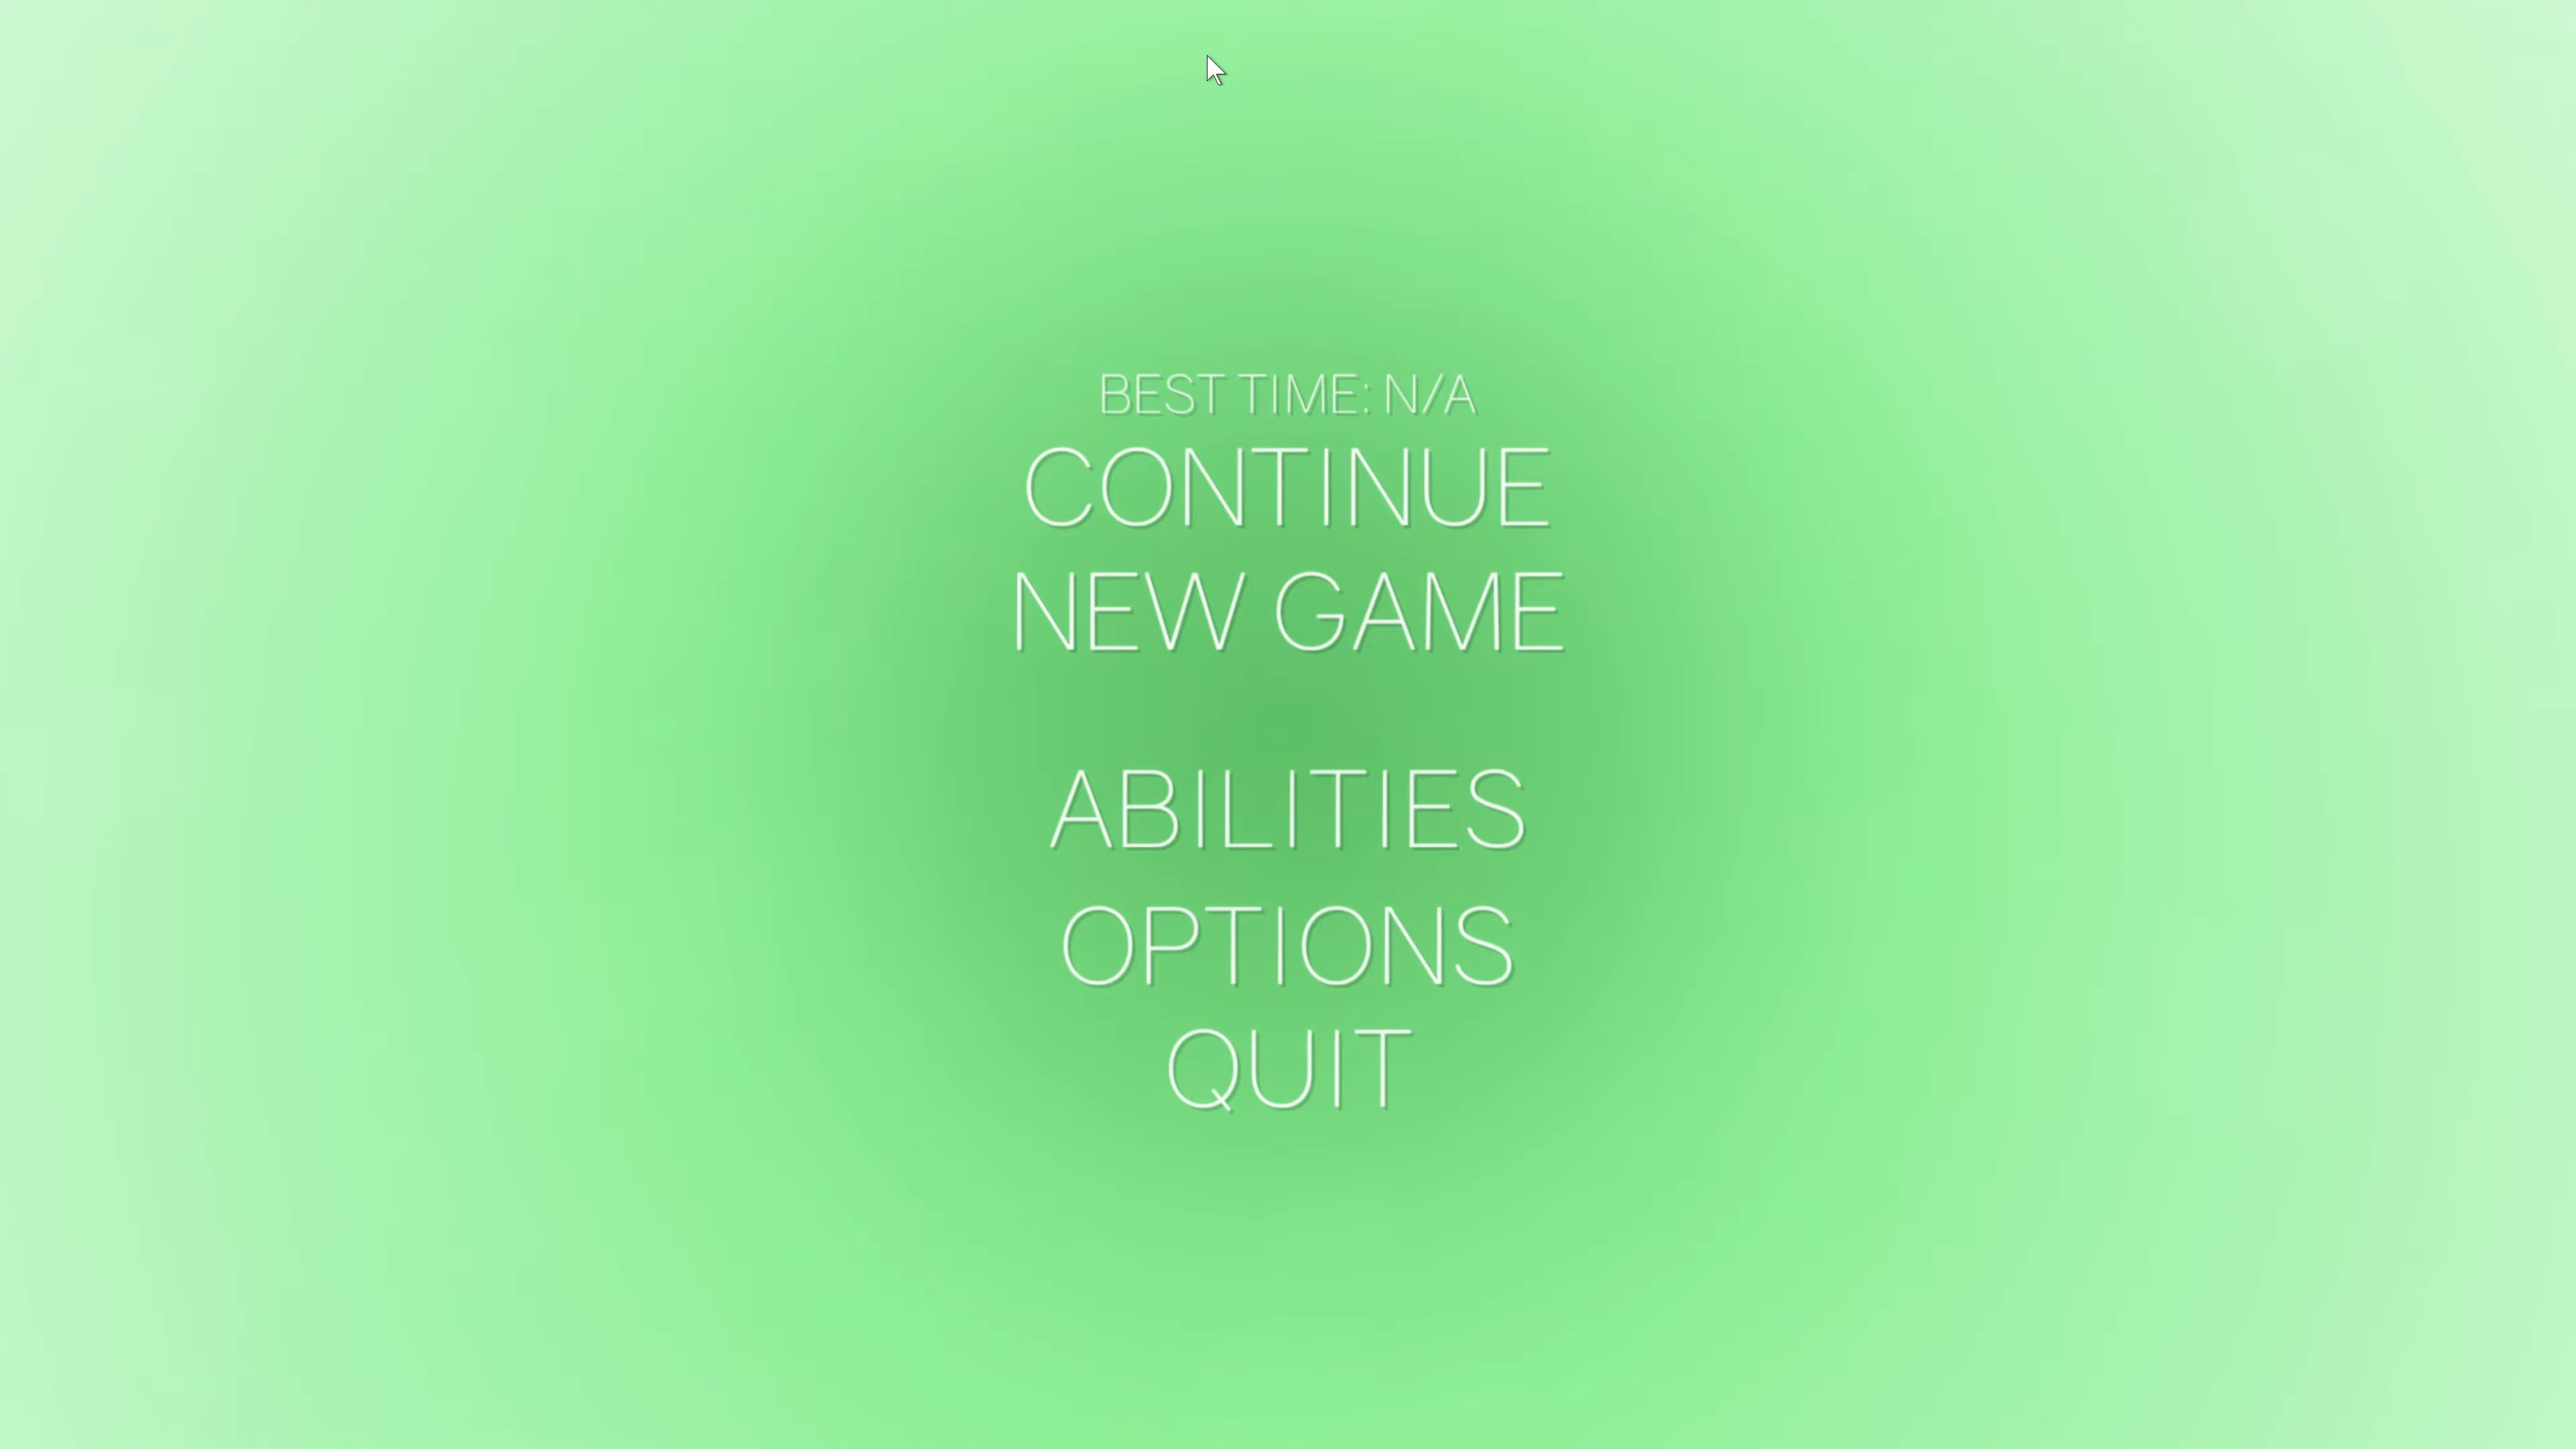 BEST TIME: N/A
CONTINUE
NEW GAME
ABILITIES
OPTIONS
QUIT